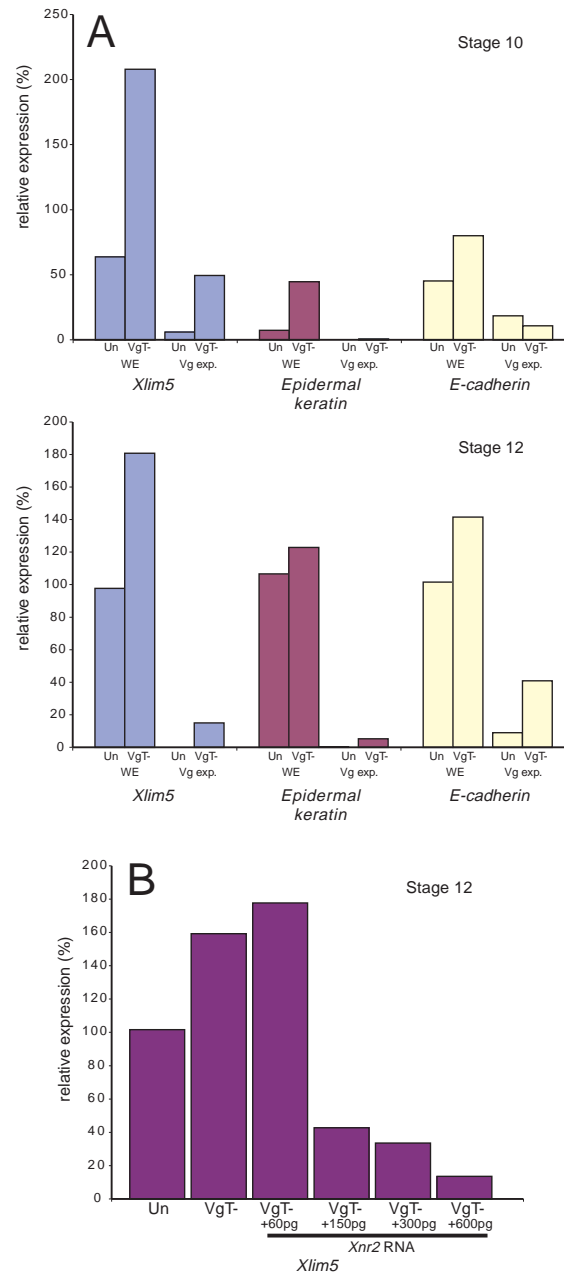 A
Stage 10
relative expression (%)
250
200
150
100
50
0
Un VgT- Un VgT- Un VgT- Un VgT- Un VgT- Un VgT-
WE Vg exp. WE Vg exp. WE Vg exp.
Xlim5 Epidermal keratin E-cadherin
Stage 12
relative expression (%)
200
180
160
140
120
100
80
60
40
20
0
Un VgT- Un VgT- Un VgT- Un VgT- Un VgT- Un VgT-
WE Vg exp. WE Vg exp. WE Vg exp.
Xlim5 Epidermal keratin E-cadherin
B
Stage 12
relative expression (%)
200
180
160
140
120
100
80
60
40
20
0
Un VgT- VgT- VgT- VgT- VgT-
+60pg +150pg +300pg +600pg
Xnr2 RNA
Xlim5